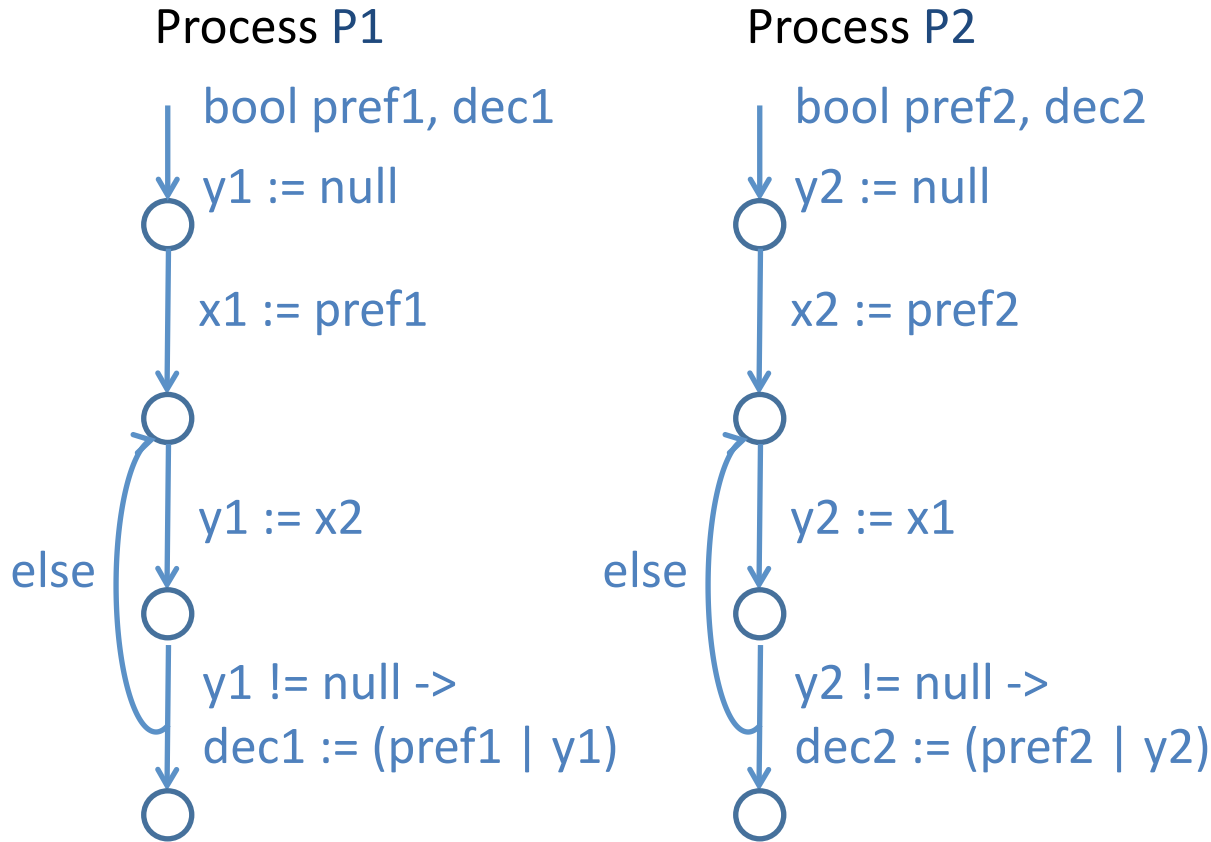 Process P1
bool pref1, dec1
y1 := null
x1 := pref1
y1 := x2
else
y1 != null ->
dec1 := (pref1 | y1)
Process P2
bool pref2, dec2
y2 := null
x2 := pref2
y2 := x1
else
y2 != null ->
dec2 := (pref2 | y2)